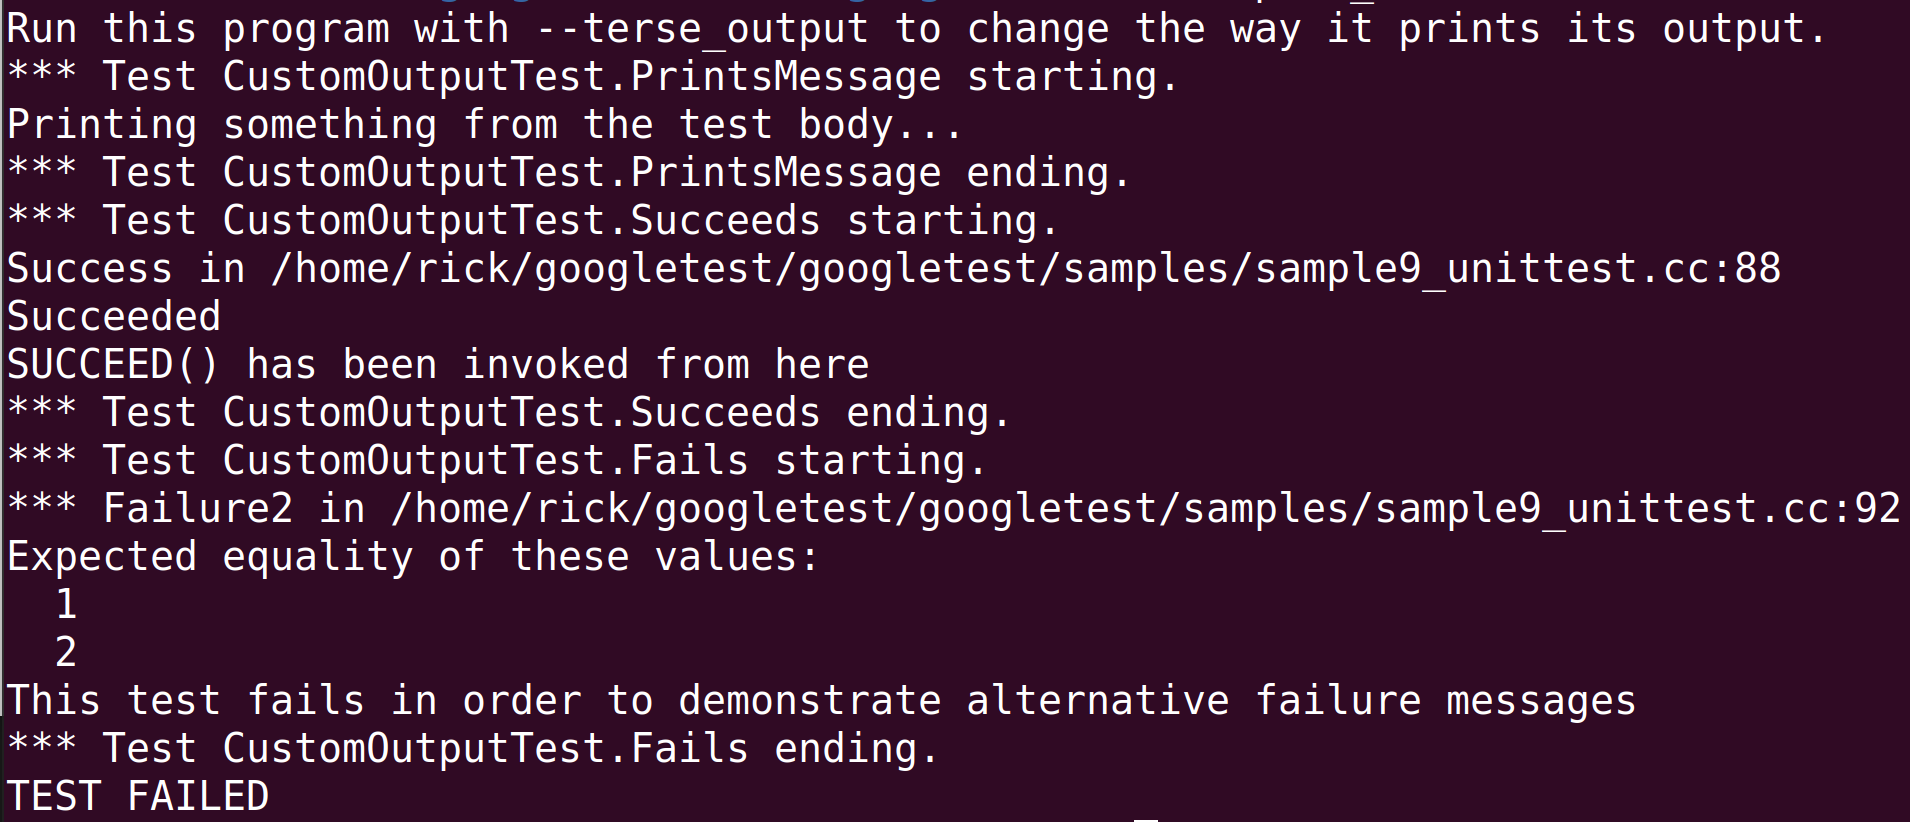 Run this program with --terse_output to change the way it prints its output.
*** Test CustomOutputTest.PrintsMessage starting.
Printing something from the test body...
*** Test CustomOutputTest.PrintsMessage ending.
*** Test CustomOutputTest.Succeeds starting.
Success in /home/rick/googletest/googletest/samples/sample9_unittest.cc:88
Succeeded
SUCCEED() has been invoked from here
*** Test CustomOutputTest.Succeeds ending.
*** Test CustomOutputTest.Fails starting.
*** Failure2 in /home/rick/googletest/googletest/samples/sample9_unittest.cc:92
Expected equality of these values:
  1
  2
This test fails in order to demonstrate alternative failure messages
*** Test CustomOutputTest.Fails ending.
TEST FAILED